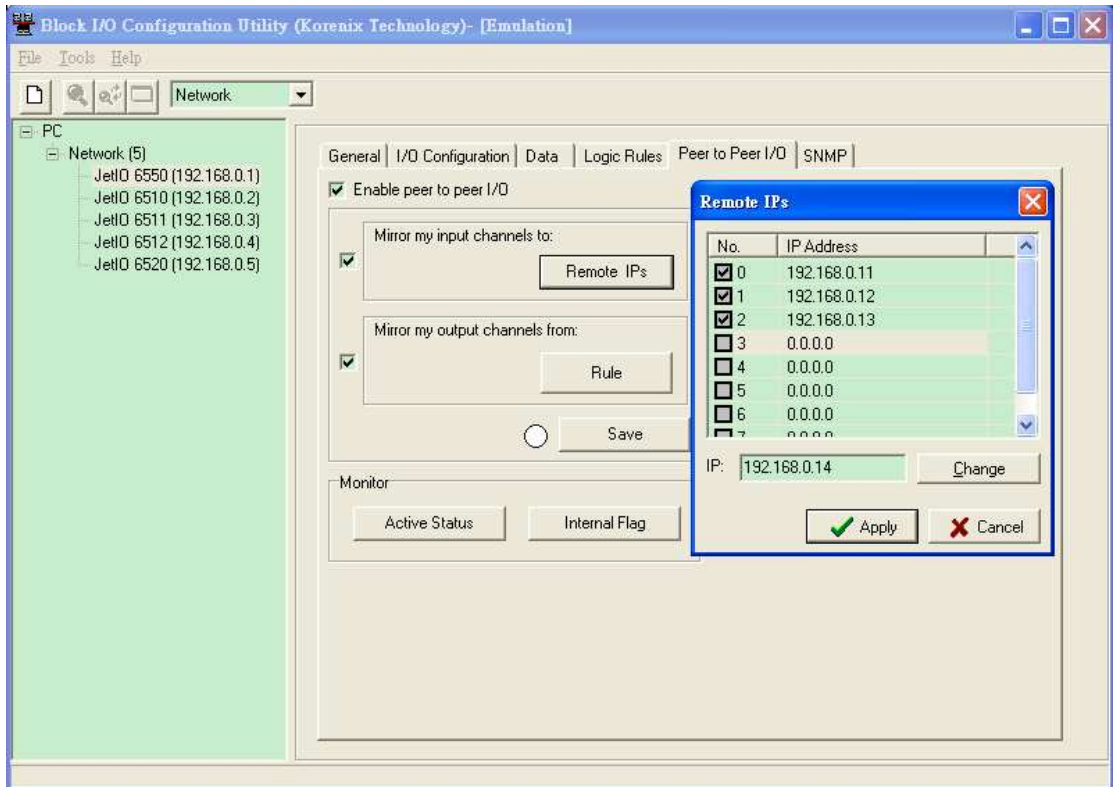 Block I/O Configuration Utility (Korenix Technology)- [Emulation]
File Tools Help
Network
PC
Network (5)
JetIO 6550 (192.168.0.1)
JetIO 6510 (192.168.0.2)
JetIO 6511 (192.168.0.3)
JetIO 6512 (192.168.0.4)
JetIO 6520 (192.168.0.5)
General I/O Configuration Data Logic Rules Peer to Peer I/O SNMP
Enable peer to peer I/O
Mirror my input channels to:
Remote IPs
Mirror my output channels from:
Rule
Save
Monitor
Active Status Internal Flag
Remote IPs
No. IP Address
0 192.168.0.11
1 192.168.0.12
2 192.168.0.13
3 0.0.0.0
4 0.0.0.0
5 0.0.0.0
6 0.0.0.0
7 0.0.0.0
IP: 192.168.0.14 Change
Apply Cancel